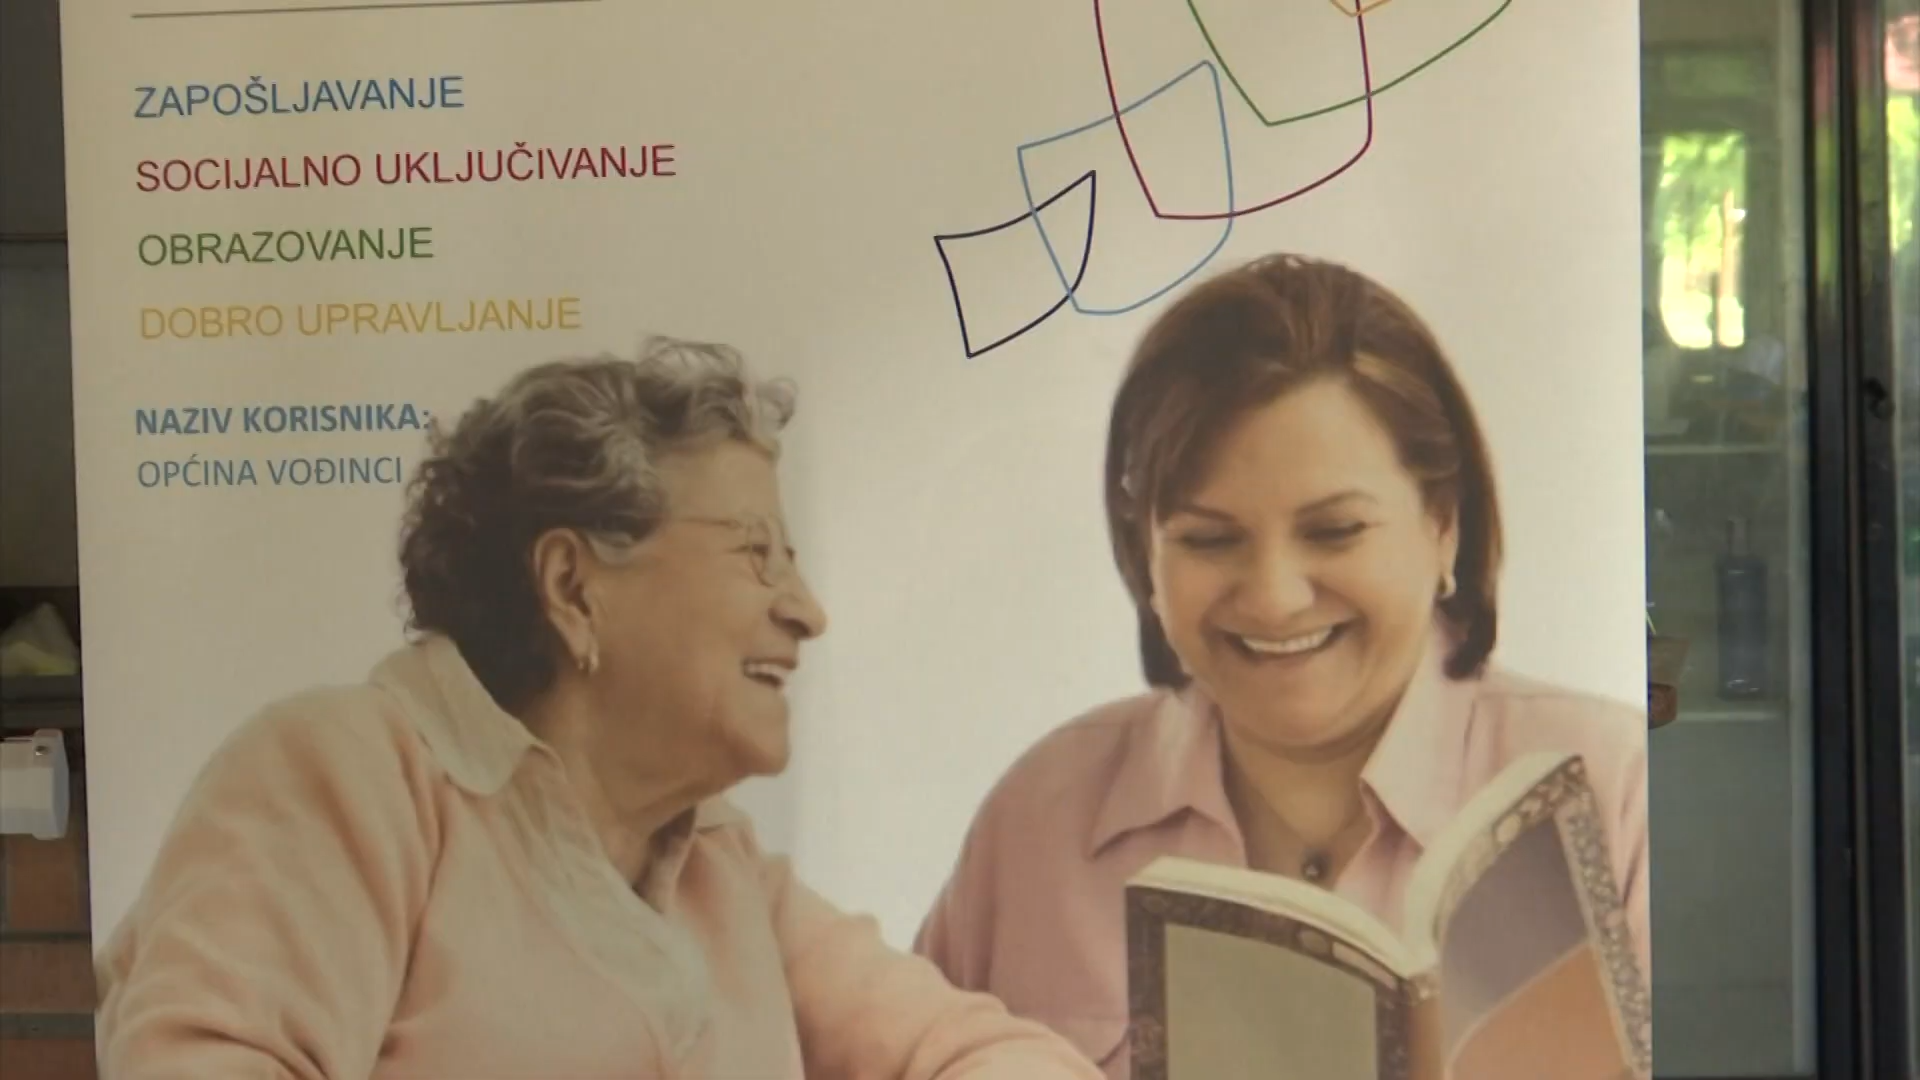 ZAPOŠLJAVANJE
SOCIJALNO UKLJUČIVANJE
OBRAZOVANJE
DOBRO UPRAVLJANJE
NAZIV KORISNIKA:
OPĆINA VOĐINCI